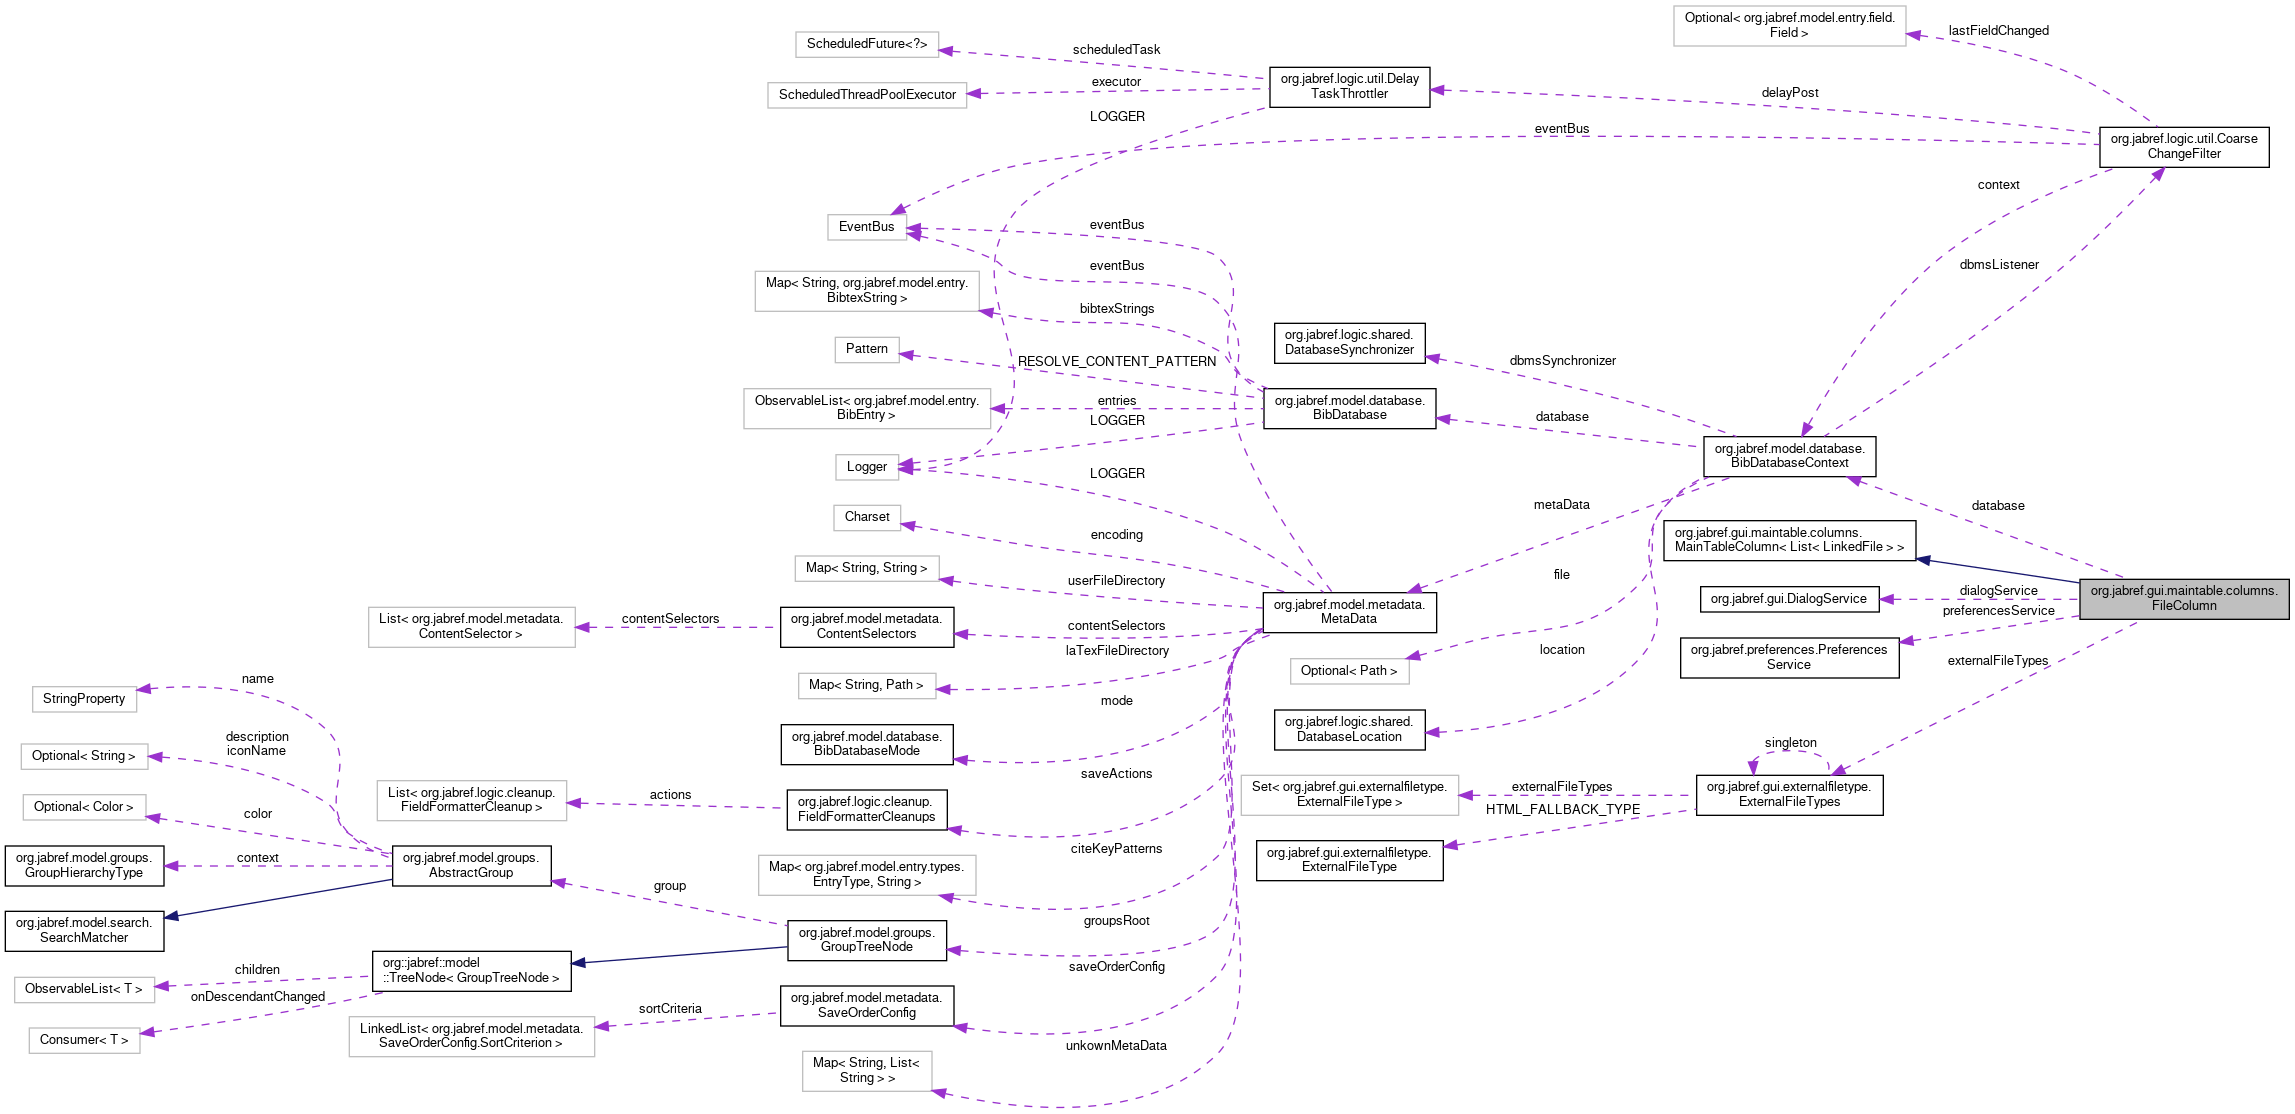 Optional< org.jabref.model.entry.field.
Field >
lastFieldChanged
ScheduledFuture<?>
scheduledTask
executor
ScheduledThreadPoolExecutor
org.jabref.logic.util.Delay
TaskThrottler
delayPost
LOGGER
eventBus
org.jabref.logic.util.Coarse
ChangeFilter
context
EventBus
eventBus
eventBus
dbmsListener
Map< String, org.jabref.model.entry.
BibtexString >
bibtexStrings
Pattern
RESOLVE_CONTENT_PATTERN
org.jabref.logic.shared.
DatabaseSynchronizer
dbmsSynchronizer
ObservableList< org.jabref.model.entry.
BibEntry >
entries
LOGGER
org.jabref.model.database.
BibDatabase
database
Logger
LOGGER
org.jabref.model.database.
BibDatabaseContext
Charset
encoding
metaData
database
org.jabref.gui.maintable.columns.
MainTableColumn< List< LinkedFile > >
Map< String, String >
userFileDirectory
file
dialogService
org.jabref.gui.DialogService
preferencesService
org.jabref.gui.maintable.columns.
FileColumn
org.jabref.model.metadata.
MetaData
List< org.jabref.model.metadata.
ContentSelector >
contentSelectors
org.jabref.model.metadata.
ContentSelectors
contentSelectors
laTexFileDirectory
location
org.jabref.preferences.Preferences
Service
externalFileTypes
Optional< Path >
Map< String, Path >
name
StringProperty
mode
org.jabref.logic.shared.
DatabaseLocation
description
iconName
Optional< String >
org.jabref.model.database.
BibDatabaseMode
singleton
saveActions
List< org.jabref.logic.cleanup.
FieldFormatterCleanup >
actions
org.jabref.logic.cleanup.
FieldFormatterCleanups
Set< org.jabref.gui.externalfiletype.
ExternalFileType >
externalFileTypes
HTML_FALLBACK_TYPE
org.jabref.gui.externalfiletype.
ExternalFileTypes
Optional< Color >
color
citeKeyPatterns
org.jabref.model.groups.
GroupHierarchyType
context
org.jabref.model.groups.
AbstractGroup
group
Map< org.jabref.model.entry.types.
EntryType, String >
org.jabref.gui.externalfiletype.
ExternalFileType
org.jabref.model.search.
SearchMatcher
groupsRoot
org.jabref.model.groups.
GroupTreeNode
saveOrderConfig
children
org::jabref::model
::TreeNode< GroupTreeNode >
ObservableList< T >
onDescendantChanged
sortCriteria
org.jabref.model.metadata.
SaveOrderConfig
Consumer< T >
LinkedList< org.jabref.model.metadata.
SaveOrderConfig.SortCriterion >
unkownMetaData
Map< String, List<
String > >